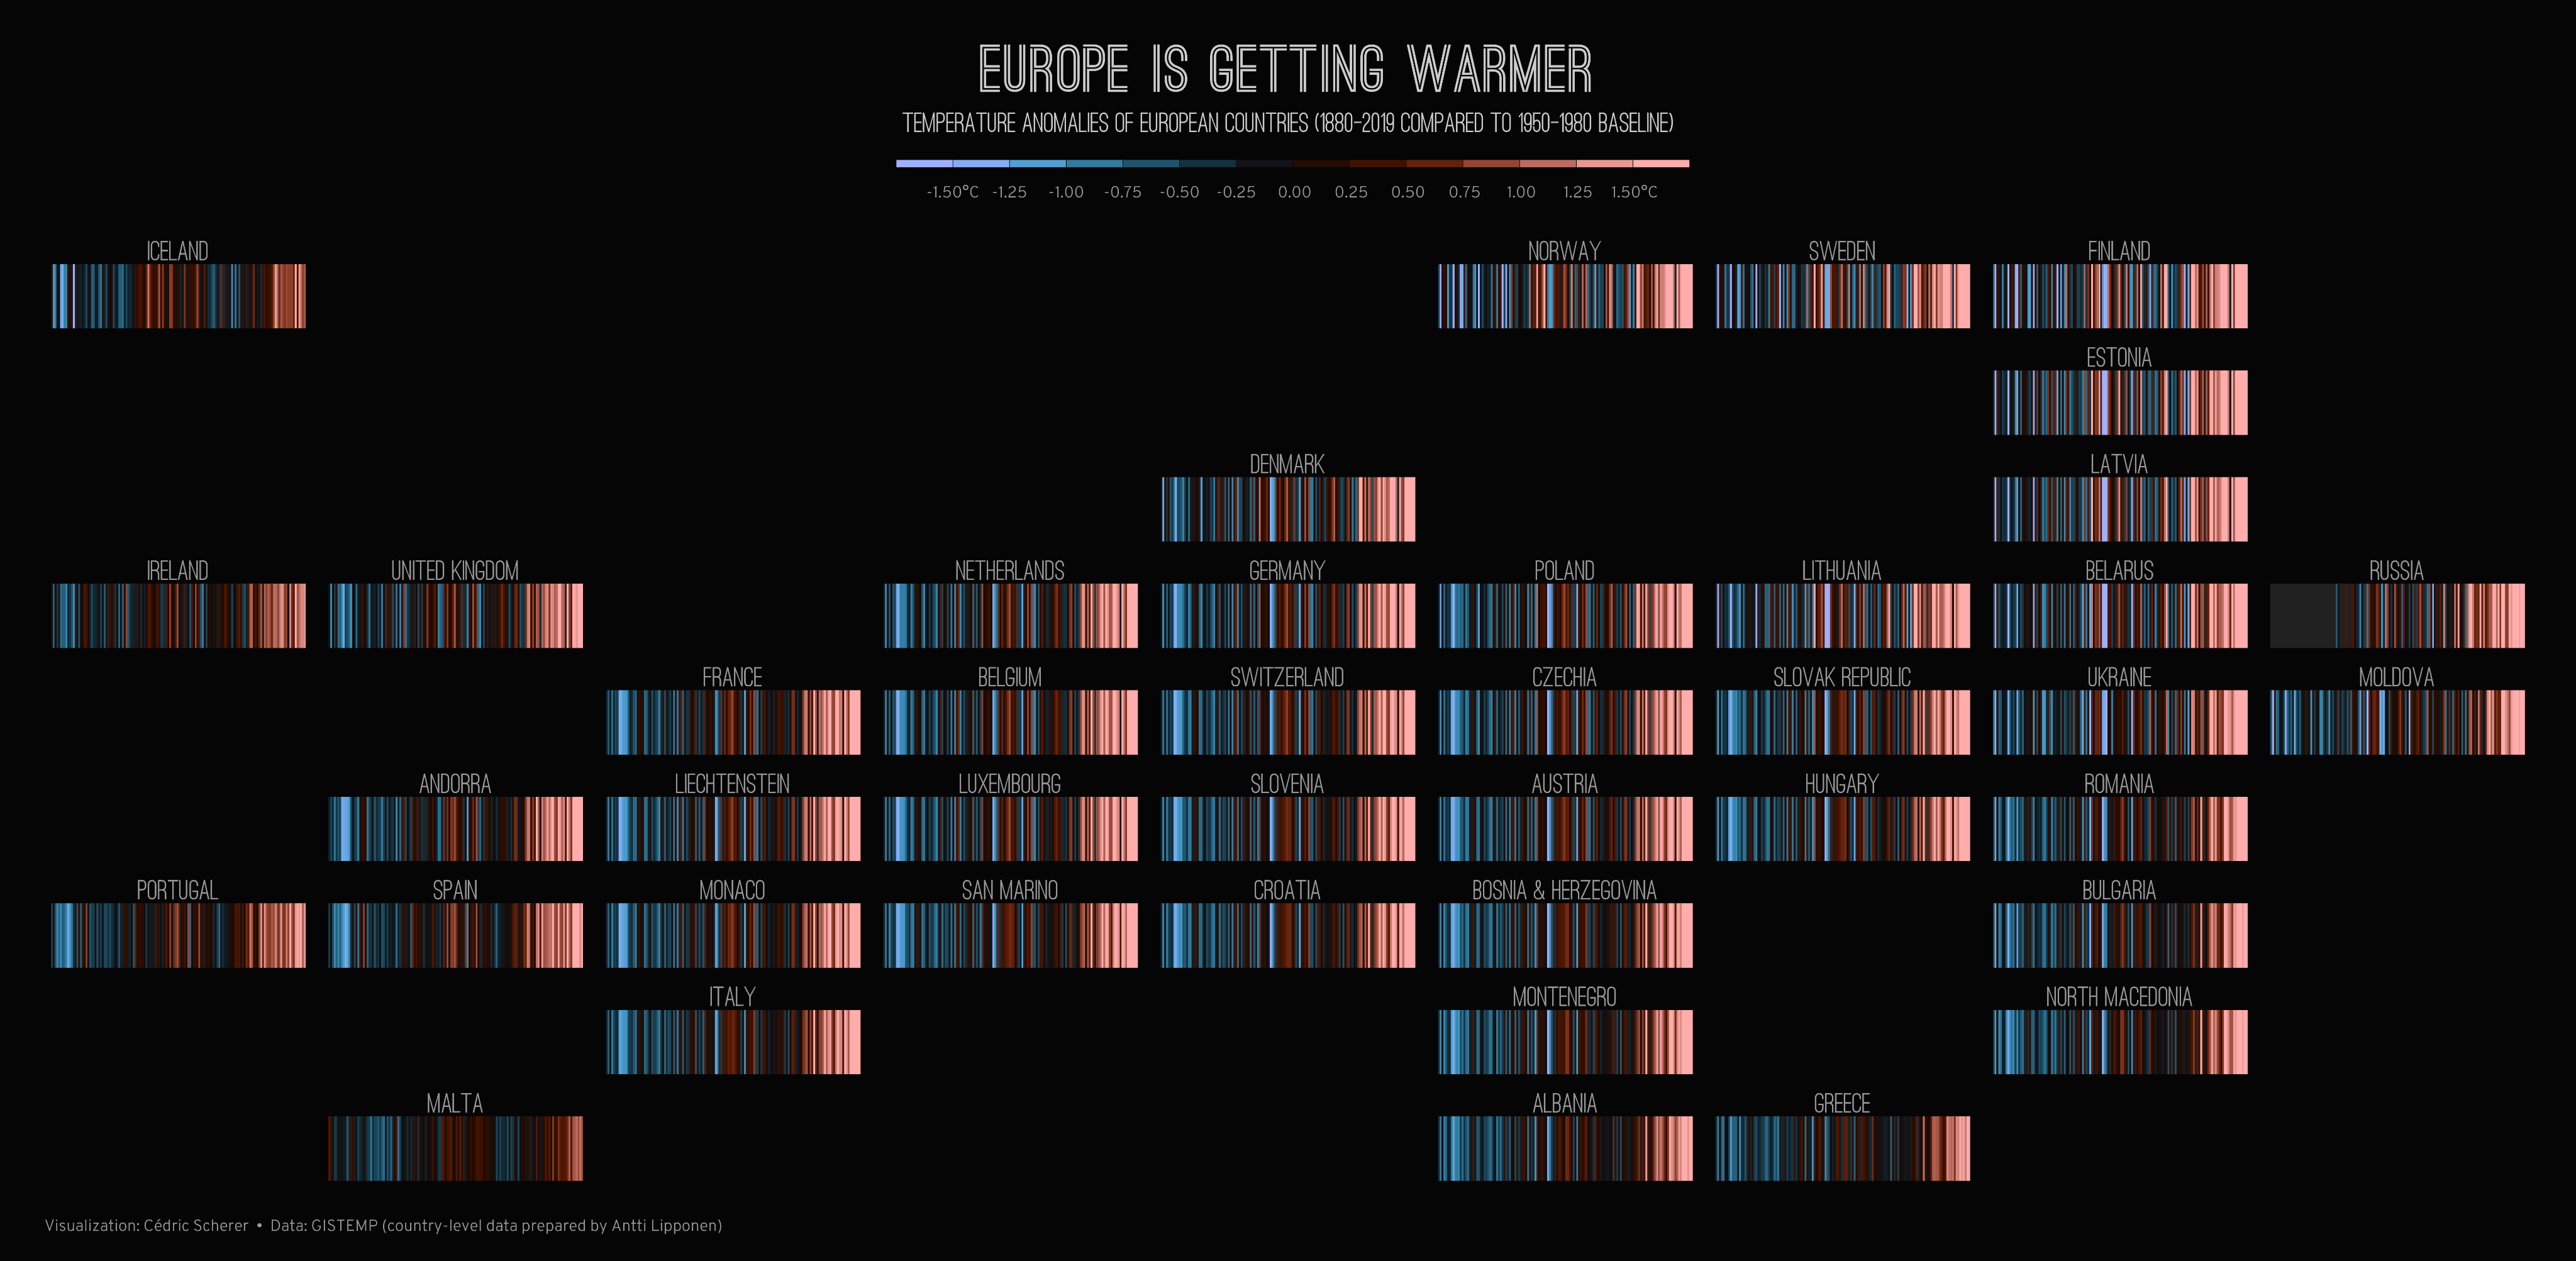 EUROPE IS GETTING WARMER
TEMPERATURE ANOMALIES OF EUROPEAN COUNTRIES (1880-2019 COMPARED TO 1950-1980 BASELINE)
-1.50°C -1.25 -1.00 -0.75 -0.50 -0.25 0.00 0.25 0.50 0.75 1.00 1.25 1.50°C
ICELAND NORWAY SWEDEN FINLAND
ESTONIA
DENMARK LATVIA
IRELAND UNITED KINGDOM NETHERLANDS GERMANY POLAND LITHUANIA BELARUS RUSSIA
FRANCE BELGIUM SWITZERLAND CZECHIA SLOVAK REPUBLIC UKRAINE MOLDOVA
ANDORRA LIECHTENSTEIN LUXEMBOURG SLOVENIA AUSTRIA HUNGARY ROMANIA
PORTUGAL SPAIN MONACO SAN MARINO CROATIA BOSNIA & HERZEGOVINA BULGARIA
ITALY MONTENEGRO NORTH MACEDONIA
MALTA ALBANIA GREECE
Visualization: Cédric Scherer • Data: GISTEMP (country-level data prepared by Antti Lipponen)